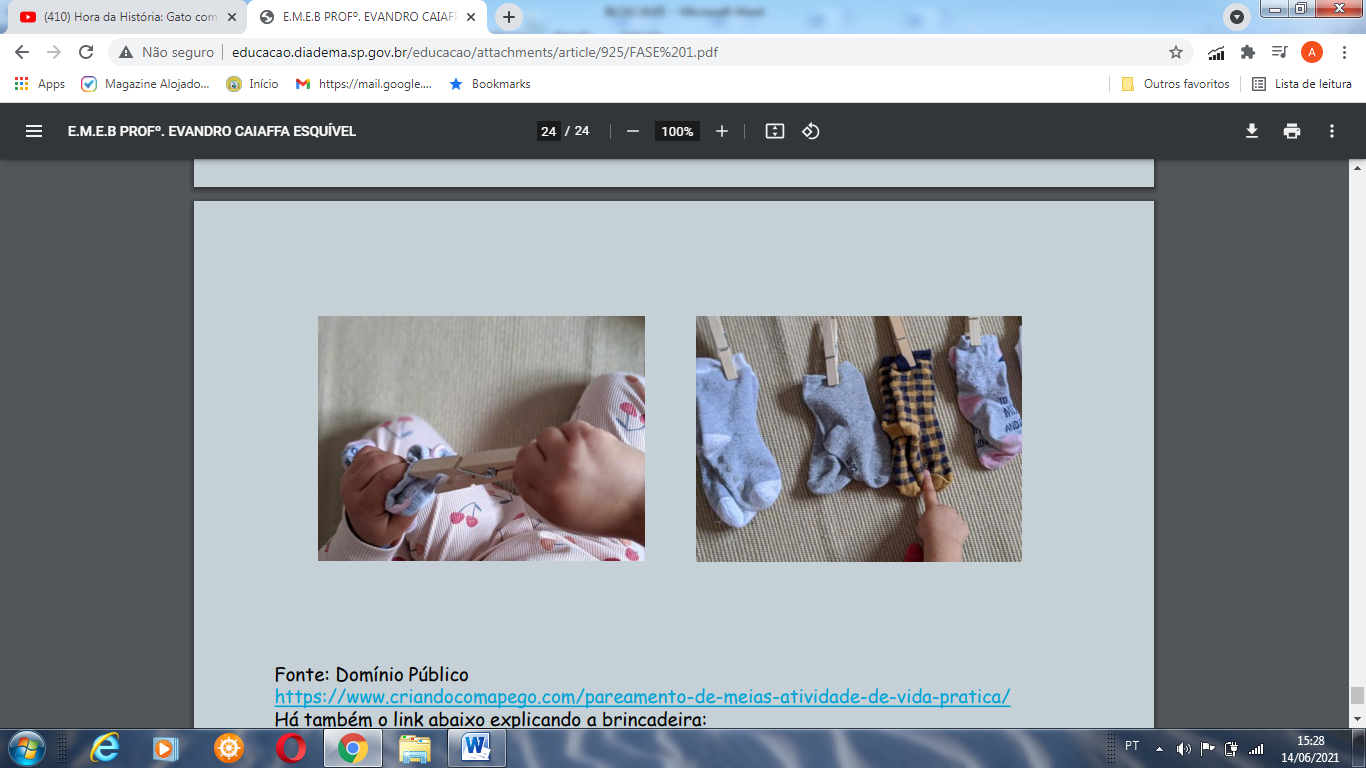 (410) Hora da História: Gato com
E.M.E.B PROFº. EVANDRO CAIAFF
Não seguro
educacao.diadema.sp.gov.br/educacao/attachments/article/925/FASE%201.pdf
A
Apps
Magazine Alojado...
Início
https://mail.google....
Bookmarks
Outros favoritos
Lista de leitura
E.M.E.B PROFº. EVANDRO CAIAFFA ESQUÍVEL
24 / 24
100%
TO
AND
Fonte: Domínio Público
https://www.criandocomapego.com/pareamento-de-meias-atividade-de-vida-pratica/
Há também o link abaixo explicando a brincadeira:
PT
15:28
14/06/2021